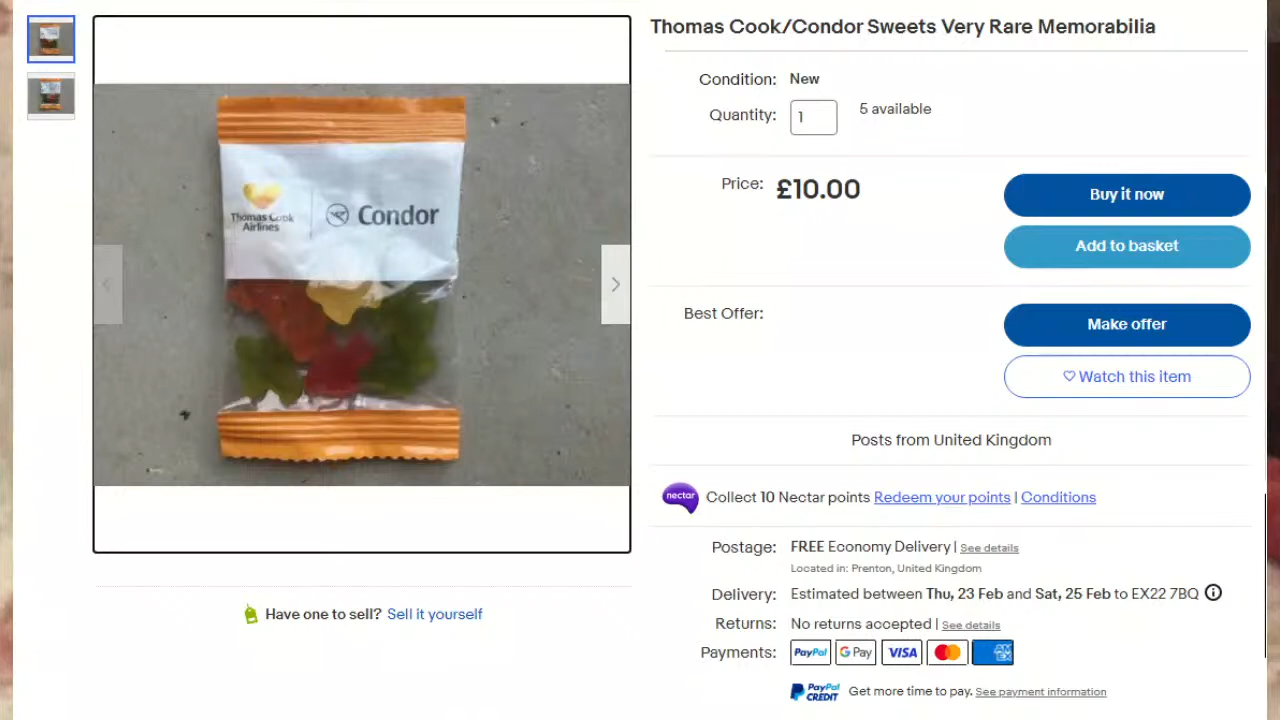 Thomas Cook/Condor Sweets Very Rare Memorabilia
Condition: New
Quantity: 1 5 available
Price: £10.00
Buy it now
Add to basket
Best Offer:
Make offer
Watch this item
Posts from United Kingdom
nectar Collect 10 Nectar points Redeem your points | Conditions
Postage: FREE Economy Delivery | See details
Located in: Prenton, United Kingdom
Delivery: Estimated between Thu, 23 Feb and Sat, 25 Feb to EX22 7BQ
Returns: No returns accepted | See details
Payments: PayPal G Pay VISA AM EX
PayPal CREDIT Get more time to pay. See payment information
Thomas Cook
Airlines
Condor
Have one to sell? Sell it yourself